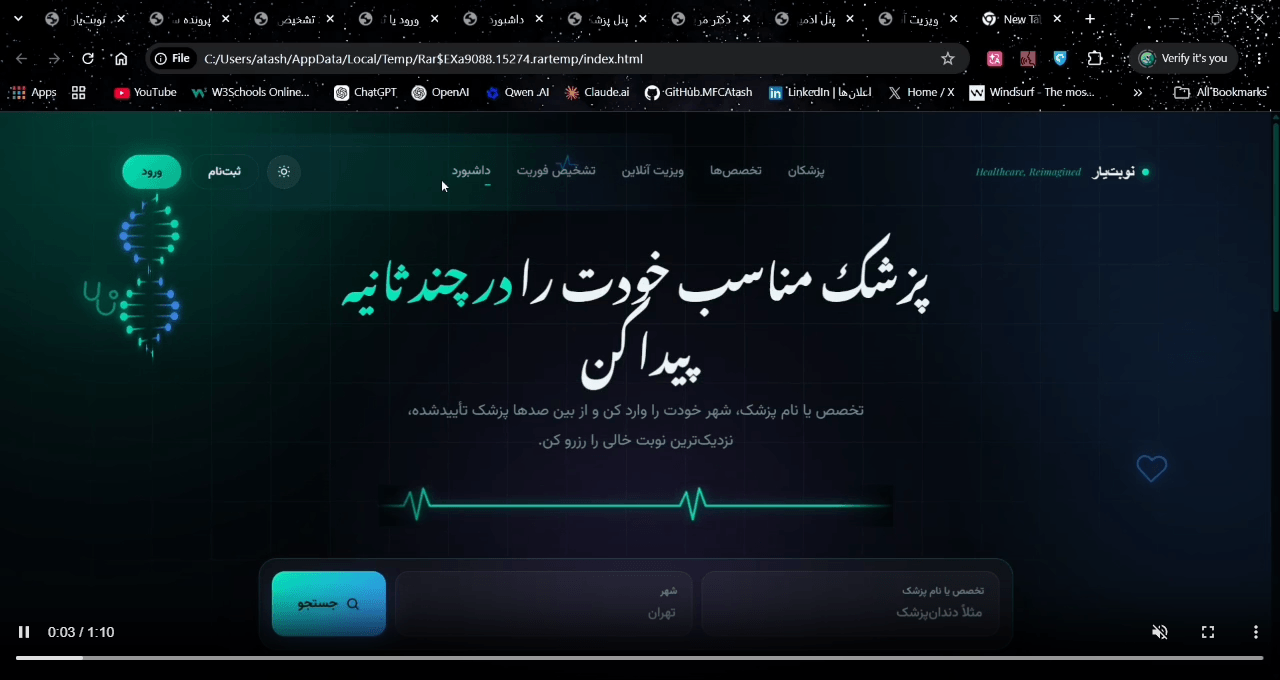 نوبت‌یار
پرونده
تشخیص
ورود یا ث
داشبورد
پنل پزشک
دکتر مر
پنل ادمین
ویزیت آ
New Ta
File C:/Users/atash/AppData/Local/Temp/Rar$EXa9088.15274.rartemp/index.html
Verify it's you
Apps YouTube W3Schools Online... ChatGPT OpenAI Qwen .AI Claude.ai GitHub.MFCAtash LinkedIn | اعلان‌ها Home / X Windsurf - The mos... » All Bookmarks
نوبت‌یار Healthcare, Reimagined
پزشکان تخصص‌ها ویزیت آنلاین تشخیص فوریت داشبورد
ثبت‌نام ورود
پزشک مناسب خودت را در چند ثانیه
پیدا کن
تخصص یا نام پزشک، شهر خودت را وارد کن و از بین صدها پزشک تأییدشده،
نزدیک‌ترین نوبت خالی را رزرو کن.
تخصص یا نام پزشک
مثلاً دندان‌پزشک
شهر
تهران
جستجو
0:03 / 1:10